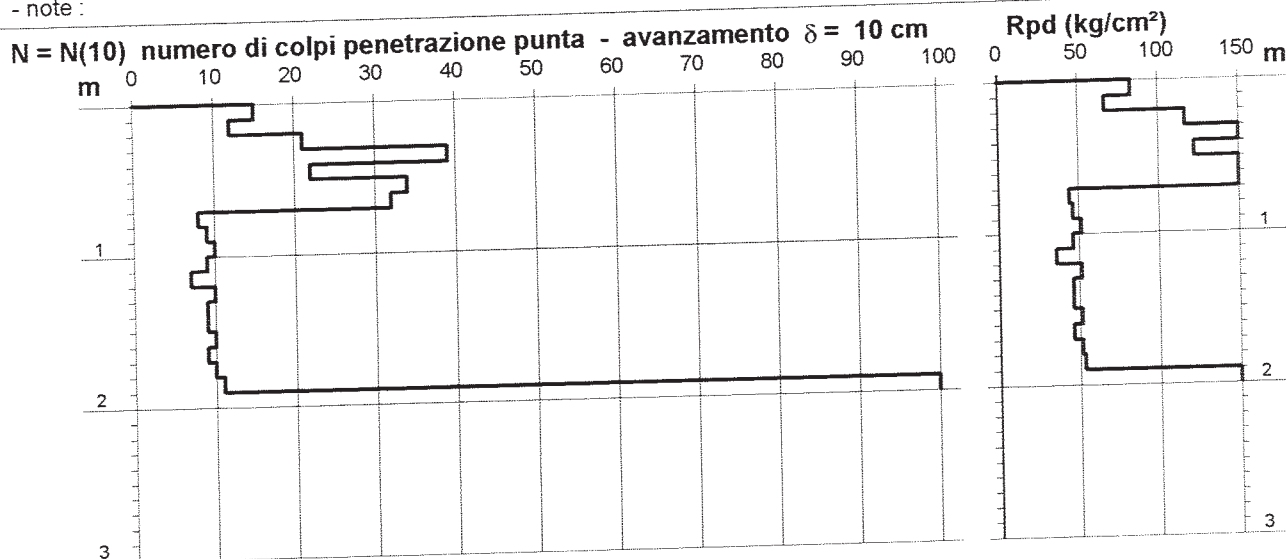 - note :
N = N(10) numero di colpi penetrazione punta - avanzamento δ = 10 cm
Rpd (kg/cm²)
m 0 10 20 30 40 50 60 70 80 90 100
0 50 100 150 m
1 1
2 2
3 3